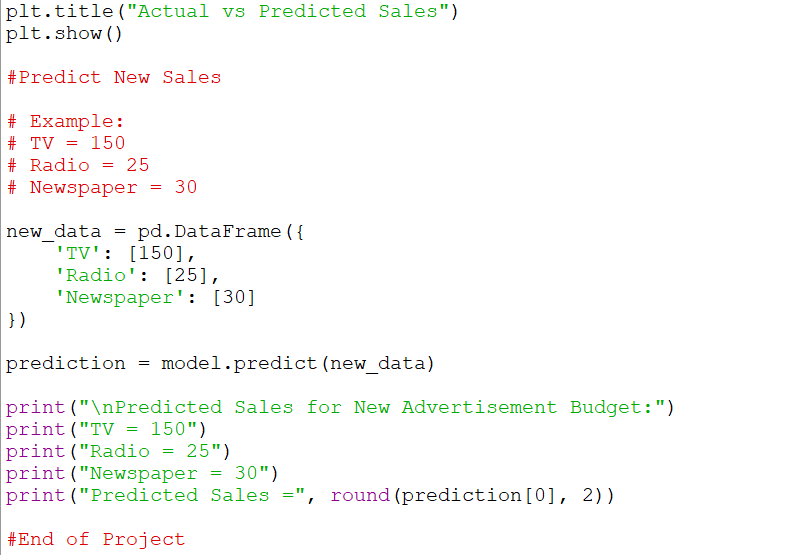 plt.title("Actual vs Predicted Sales")
plt.show()
#Predict New Sales
# Example:
# TV = 150
# Radio = 25
# Newspaper = 30
new_data = pd.DataFrame({
    'TV': [150],
    'Radio': [25],
    'Newspaper': [30]
})
prediction = model.predict(new_data)
print("\nPredicted Sales for New Advertisement Budget:")
print("TV = 150")
print("Radio = 25")
print("Newspaper = 30")
print("Predicted Sales =", round(prediction[0], 2))
#End of Project